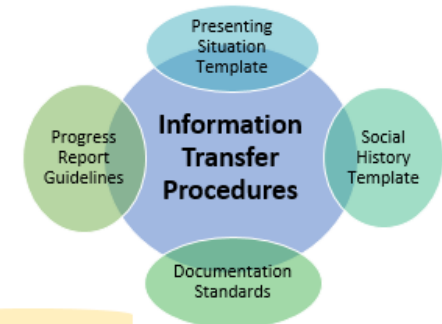 Presenting
Situation
Template
Information
Transfer
Procedures
Progress
Report
Guidelines
Social
History
Template
Documentation
Standards